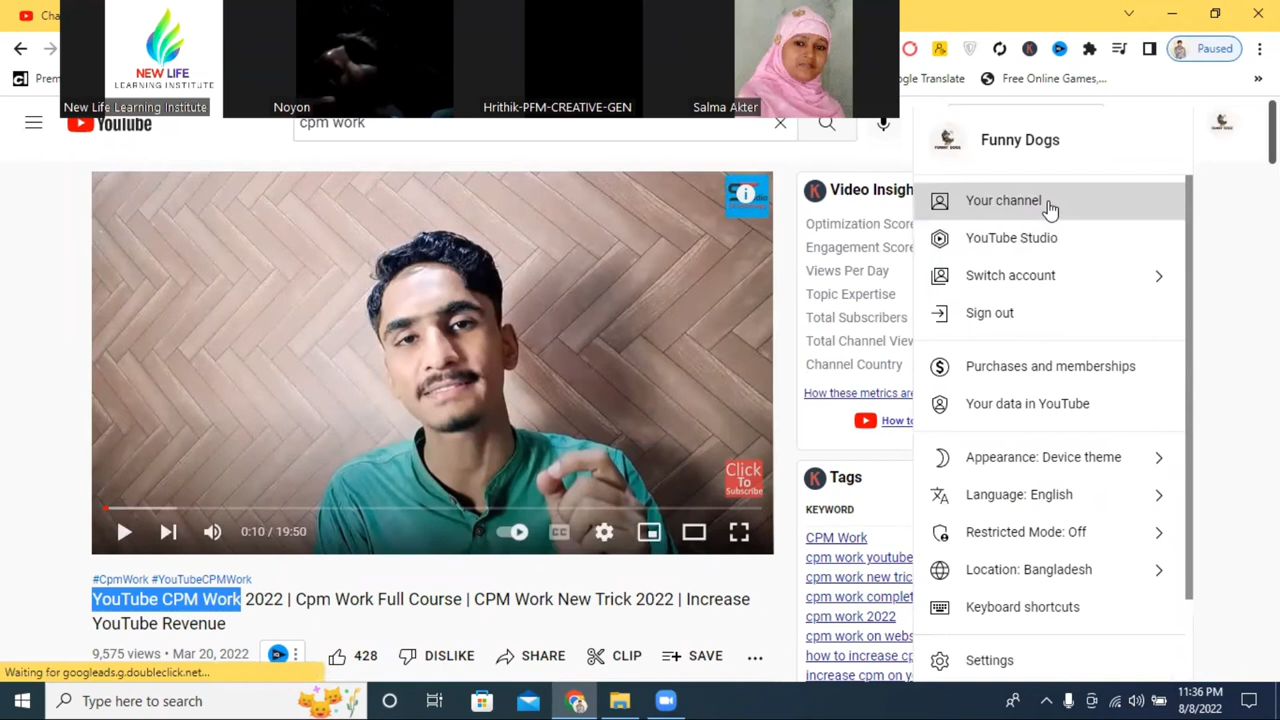 Cha
NEW LIFE
LEARNING INSTITUTE
New Life Learning Institute
Noyon
Hrithik-PFM-CREATIVE-GEN
Salma Akter
Paused
Prem
gle Translate
Free Online Games,...
YouTube
cpm work
Funny Dogs
Your channel
YouTube Studio
Switch account
Sign out
Purchases and memberships
Your data in YouTube
Appearance: Device theme
Language: English
Restricted Mode: Off
Location: Bangladesh
Keyboard shortcuts
Settings
Click
To
Subscribe
0:10 / 19:50
CC
K Video Insigh
Optimization Score
Engagement Score
Views Per Day
Topic Expertise
Total Subscribers
Total Channel View
Channel Country
How these metrics are
How to
K Tags
KEYWORD
CPM Work
cpm work youtube
cpm work new tric
cpm work complet
cpm work 2022
cpm work on webs
how to increase cp
increase cpm on y
#CpmWork #YouTubeCPMWork
YouTube CPM Work 2022 | Cpm Work Full Course | CPM Work New Trick 2022 | Increase
YouTube Revenue
9,575 views • Mar 20, 2022
428
DISLIKE
SHARE
CLIP
SAVE
Waiting for googleads.g.doubleclick.net...
Type here to search
11:36 PM
8/8/2022